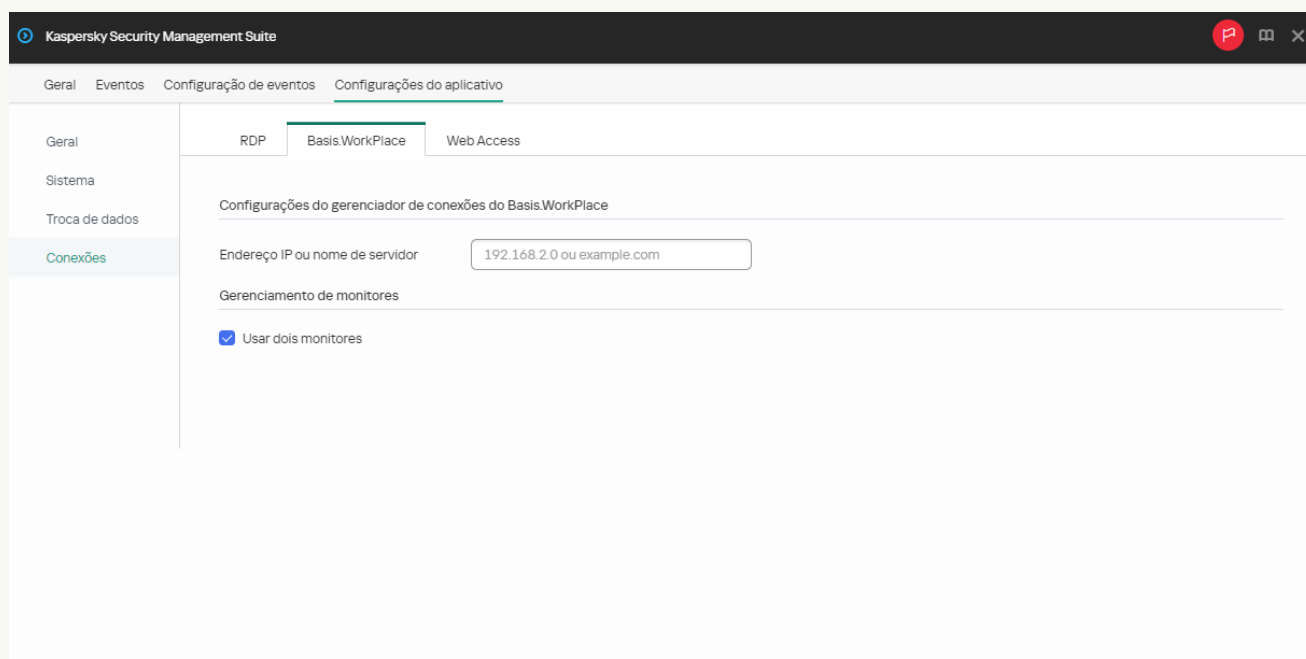 Kaspersky Security Management Suite
Geral Eventos Configuração de eventos Configurações do aplicativo
Geral
Sistema
Troca de dados
Conexões
RDP Basis.WorkPlace Web Access
Configurações do gerenciador de conexões do Basis.WorkPlace
Endereço IP ou nome de servidor 192.168.2.0 ou example.com
Gerenciamento de monitores
Usar dois monitores